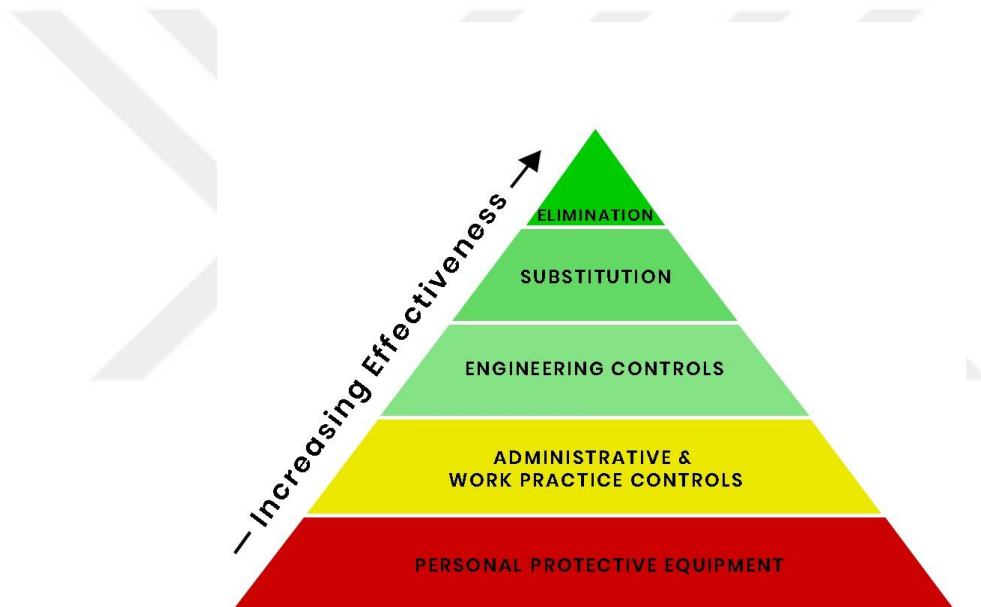 — Increasing Effectiveness →
ELIMINATION
SUBSTITUTION
ENGINEERING CONTROLS
ADMINISTRATIVE &
WORK PRACTICE CONTROLS
PERSONAL PROTECTIVE EQUIPMENT